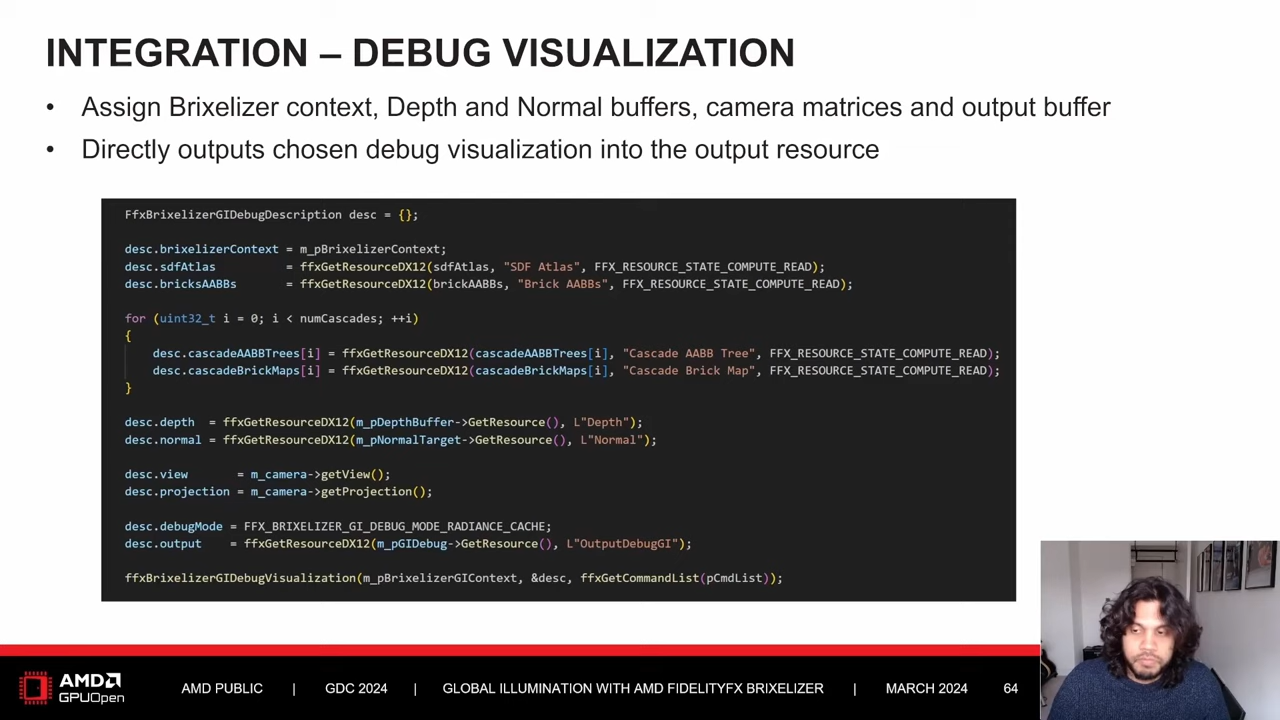 INTEGRATION – DEBUG VISUALIZATION
• Assign Brixelizer context, Depth and Normal buffers, camera matrices and output buffer
• Directly outputs chosen debug visualization into the output resource
FfxBrixelizerGIDebugDescription desc = {};
desc.brixelizerContext = m_pBrixelizerContext;
desc.sdfAtlas = ffxGetResourceDX12(sdfAtlas, "SDF Atlas", FFX_RESOURCE_STATE_COMPUTE_READ);
desc.bricksAABBs = ffxGetResourceDX12(brickAABBs, "Brick AABBs", FFX_RESOURCE_STATE_COMPUTE_READ);
for (uint32_t i = 0; i < numCascades; ++i)
{
desc.cascadeAABBTrees[i] = ffxGetResourceDX12(cascadeAABBTrees[i], "Cascade AABB Tree", FFX_RESOURCE_STATE_COMPUTE_READ);
desc.cascadeBrickMaps[i] = ffxGetResourceDX12(cascadeBrickMaps[i], "Cascade Brick Map", FFX_RESOURCE_STATE_COMPUTE_READ);
}
desc.depth = ffxGetResourceDX12(m_pDepthBuffer->GetResource(), L"Depth");
desc.normal = ffxGetResourceDX12(m_pNormalTarget->GetResource(), L"Normal");
desc.view = m_camera->getView();
desc.projection = m_camera->getProjection();
desc.debugMode = FFX_BRIXELIZER_GI_DEBUG_MODE_RADIANCE_CACHE;
desc.output = ffxGetResourceDX12(m_pGIDebug->GetResource(), L"OutputDebugGI");
ffxBrixelizerGIDebugVisualization(m_pBrixelizerGIContext, &desc, ffxGetCommandList(pCmdList));
AMD
GPUOpen
AMD PUBLIC | GDC 2024 | GLOBAL ILLUMINATION WITH AMD FIDELITYFX BRIXELIZER | MARCH 2024 64